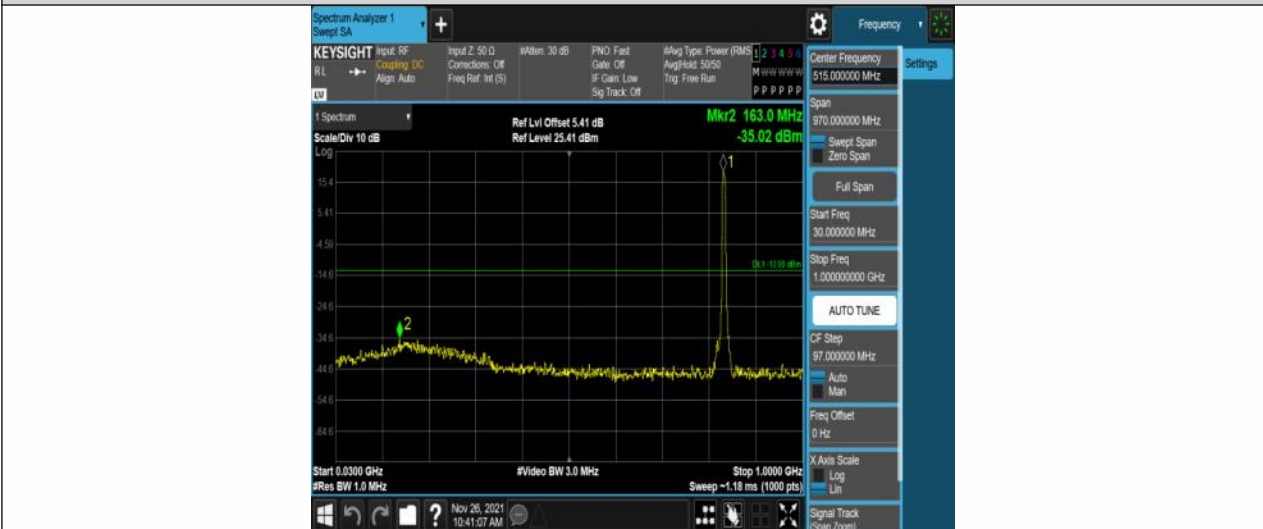 Spectrum Analyzer 1
Swept SA
Frequency
KEYSIGHT
RL
Input: RF
Coupling: DC
Align: Auto
Input Z: 50 Ω
Corrections: Off
Freq Ref: Int (S)
#Atten: 30 dB
PNO: Fast
Gate: Off
IF Gain: Low
Sig Track: Off
#Avg Type: Power (RMS
Avg|Hold: 50/50
Trig: Free Run
1 2 3 4 5 6
M W W W W W
P P P P P P
1 Spectrum
Scale/Div 10 dB
Log
Ref Lvl Offset 5.41 dB
Ref Level 25.41 dBm
Mkr2 163.0 MHz
-35.02 dBm
15.4
5.41
-4.59
-14.6
-24.6
-34.6
-44.6
-54.6
-64.6
1
2
DL1 -13.00 dBm
Start 0.0300 GHz
#Res BW 1.0 MHz
#Video BW 3.0 MHz
Stop 1.0000 GHz
Sweep ~1.18 ms (1000 pts)
Nov 26, 2021
10:41:07 AM
Center Frequency
515.000000 MHz
Settings
Span
970.000000 MHz
Swept Span
Zero Span
Full Span
Start Freq
30.000000 MHz
Stop Freq
1.000000000 GHz
AUTO TUNE
CF Step
97.000000 MHz
Auto
Man
Freq Offset
0 Hz
X Axis Scale
Log
Lin
Signal Track
(Span Zoom)